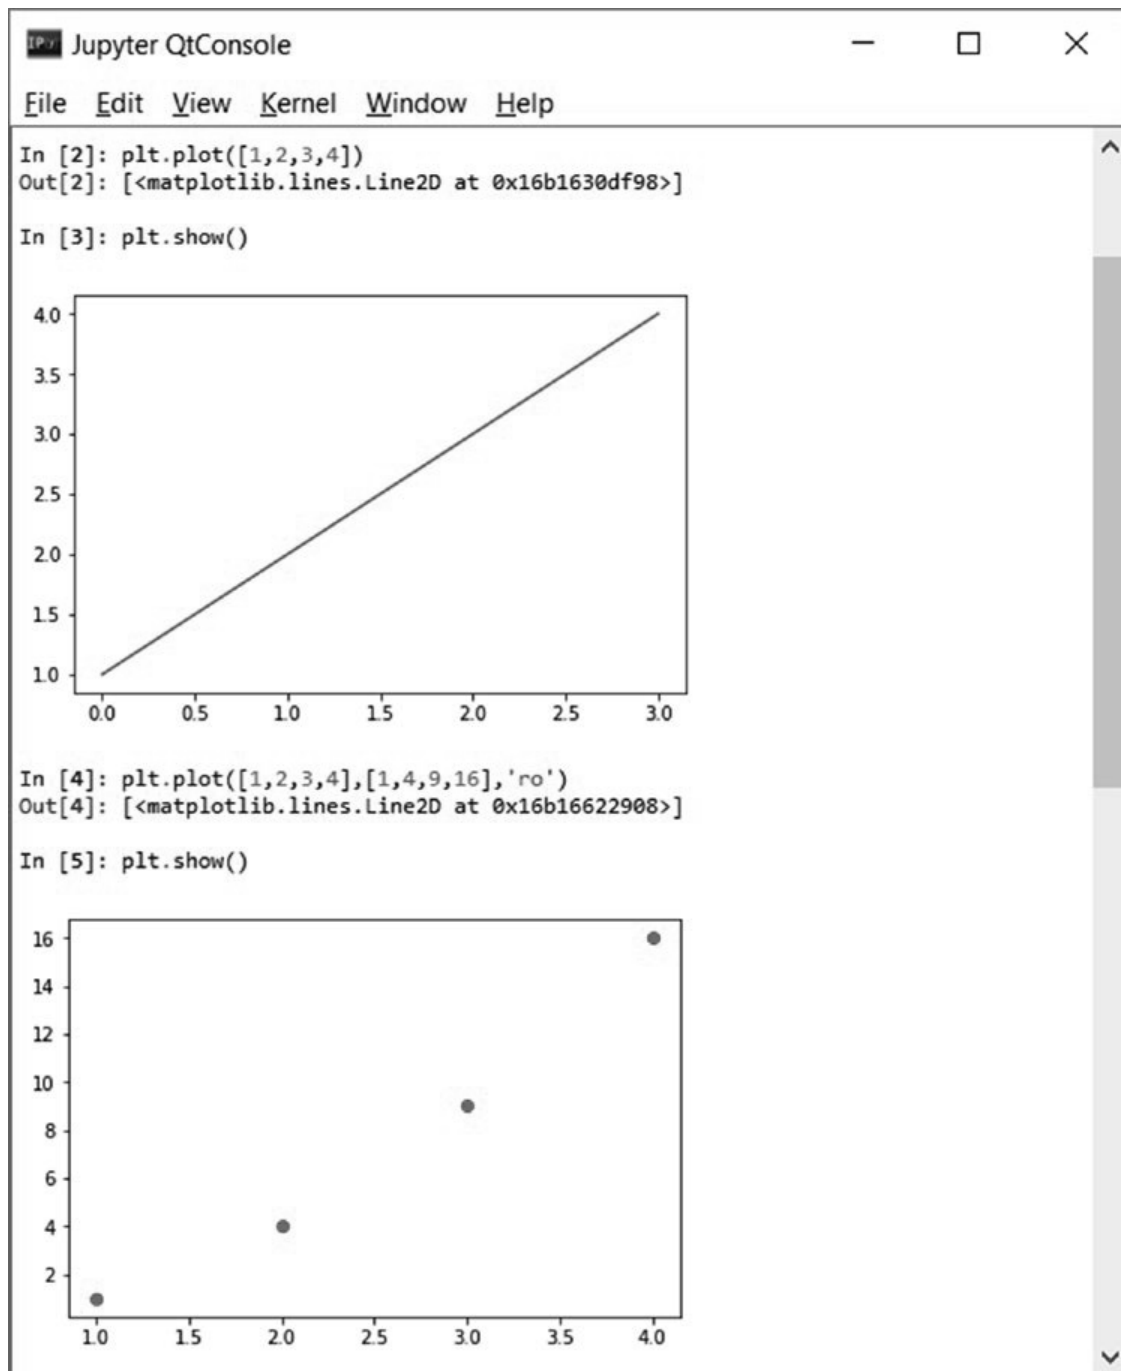 IP[y]
Jupyter QtConsole
File Edit View Kernel Window Help
In [2]: plt.plot([1,2,3,4])
Out[2]: [<matplotlib.lines.Line2D at 0x16b1630df98>]
In [3]: plt.show()
4.0
3.5
3.0
2.5
2.0
1.5
1.0
0.0 0.5 1.0 1.5 2.0 2.5 3.0
In [4]: plt.plot([1,2,3,4],[1,4,9,16],'ro')
Out[4]: [<matplotlib.lines.Line2D at 0x16b16622908>]
In [5]: plt.show()
16
14
12
10
8
6
4
2
1.0 1.5 2.0 2.5 3.0 3.5 4.0